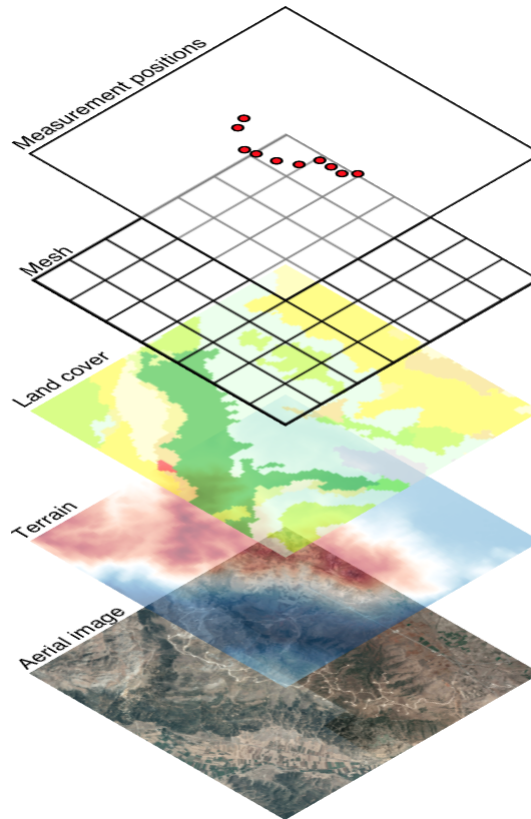 Measurement positions
Mesh
Land cover
Terrain
Aerial image